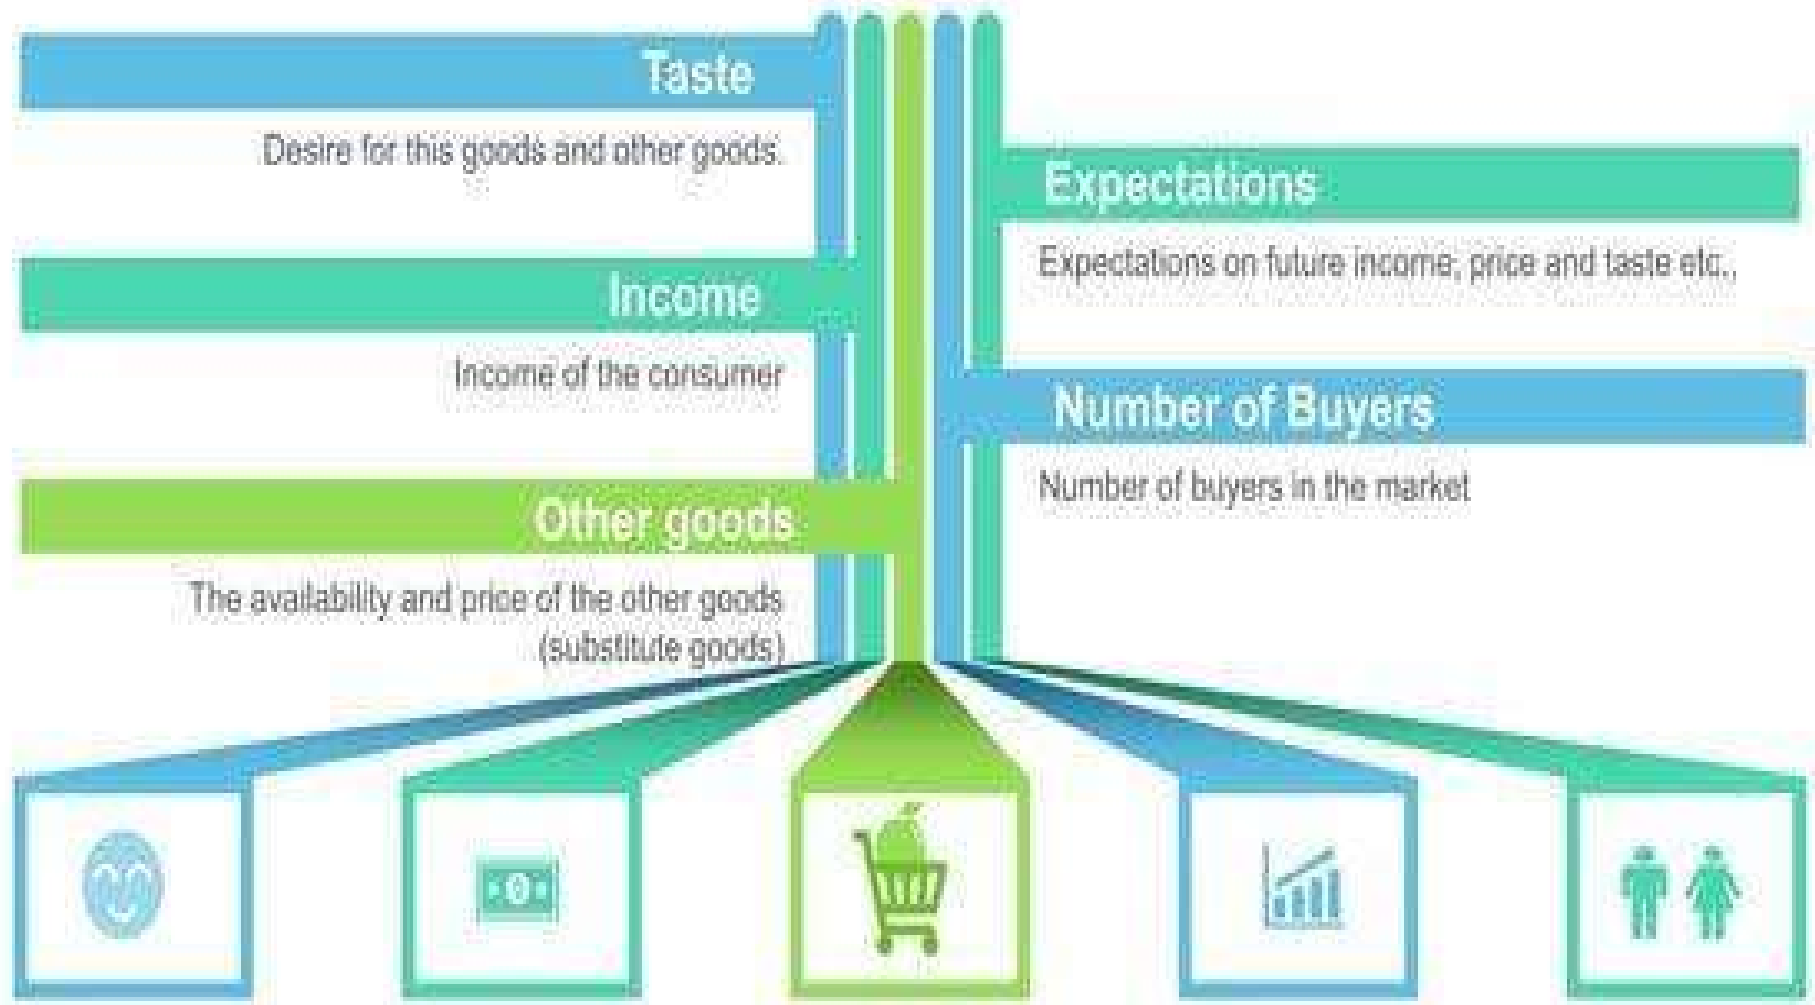 Taste
Desire for this goods and other goods.
Income
Income of the consumer
Other goods
The availability and price of the other goods
(substitute goods)
Expectations
Expectations on future income, price and taste etc.,
Number of Buyers
Number of buyers in the market
0